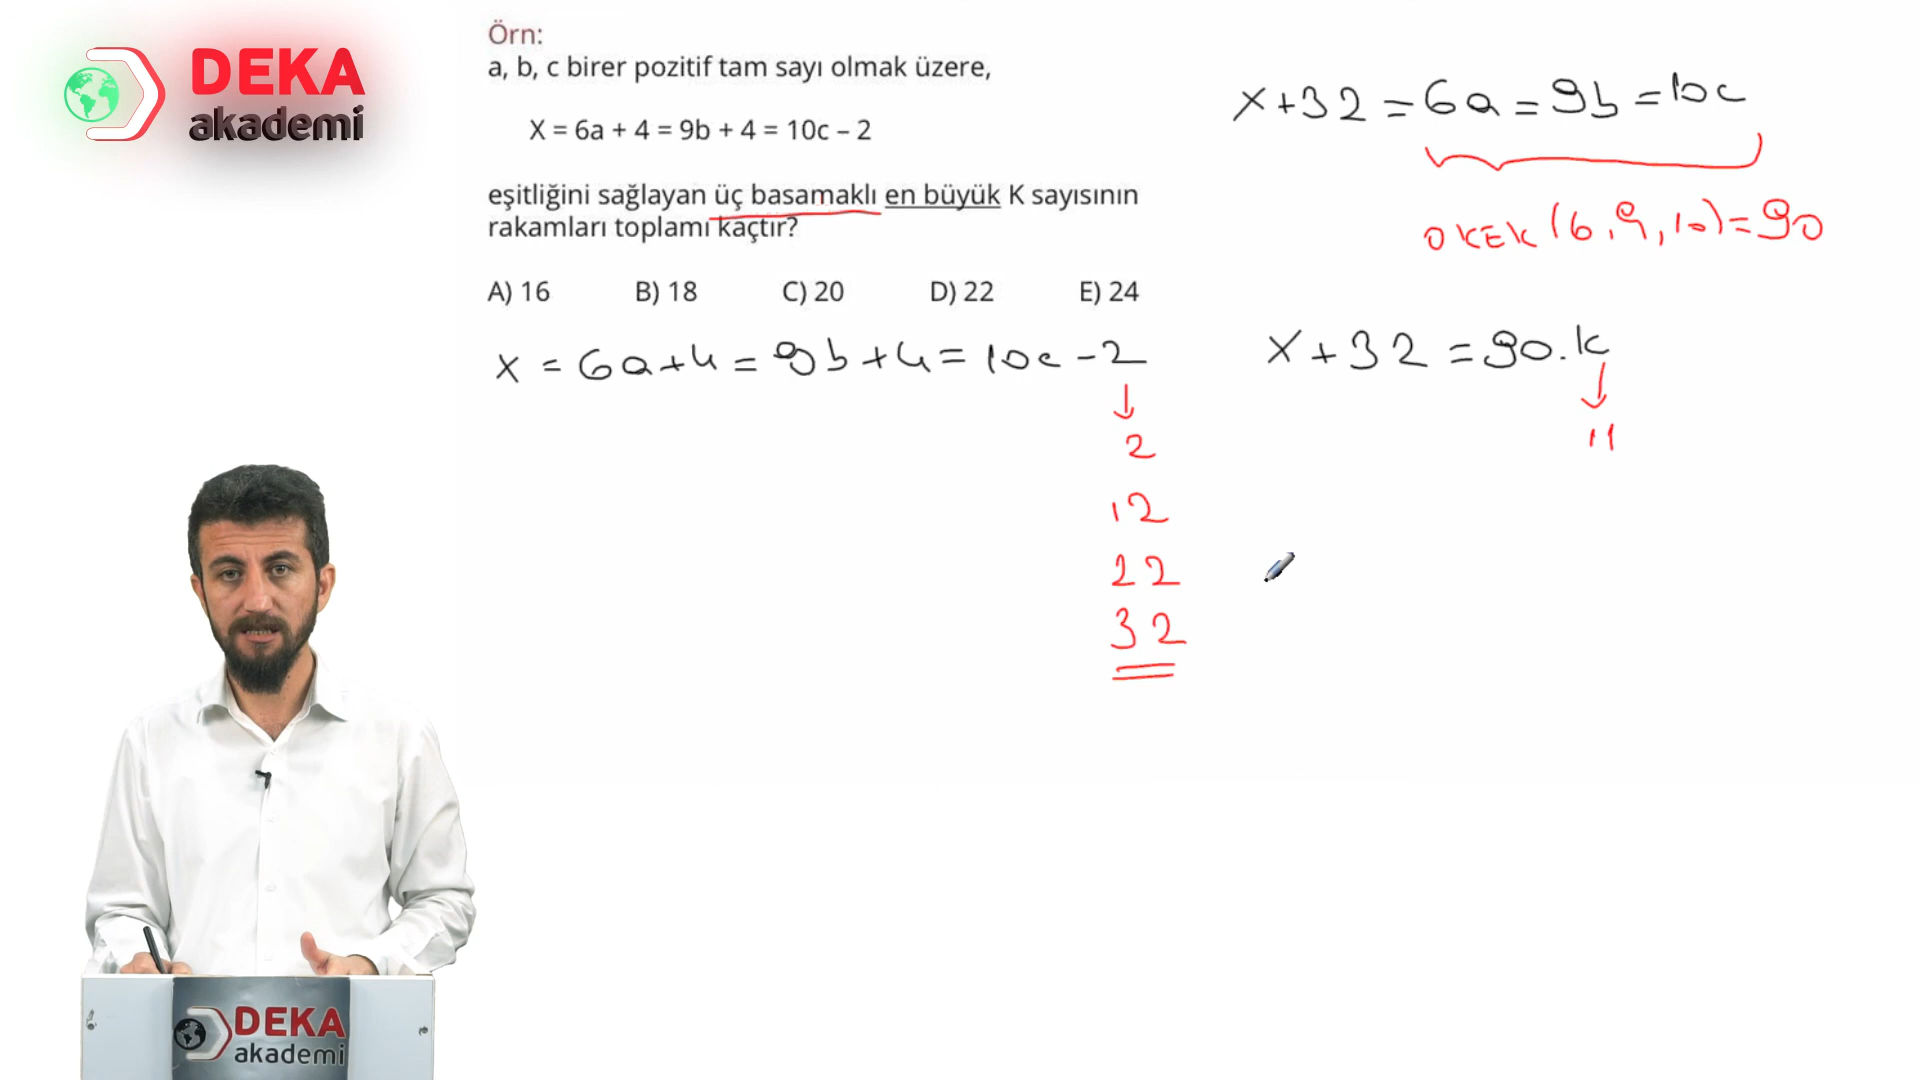 DEKA
akademi
Örn:
a, b, c birer pozitif tam sayı olmak üzere,
X = 6a + 4 = 9b + 4 = 10c – 2
eşitliğini sağlayan üç basamaklı en büyük K sayısının
rakamları toplamı kaçtır?
A) 16 B) 18 C) 20 D) 22 E) 24
x = 6a+4 = 9b+4 = 10c -2
2
12
22
32
x+32 = 6a = 9b = 10c
OKEK (6,9,10)=90
x+32 = 90.k
11
DEKA
akademi